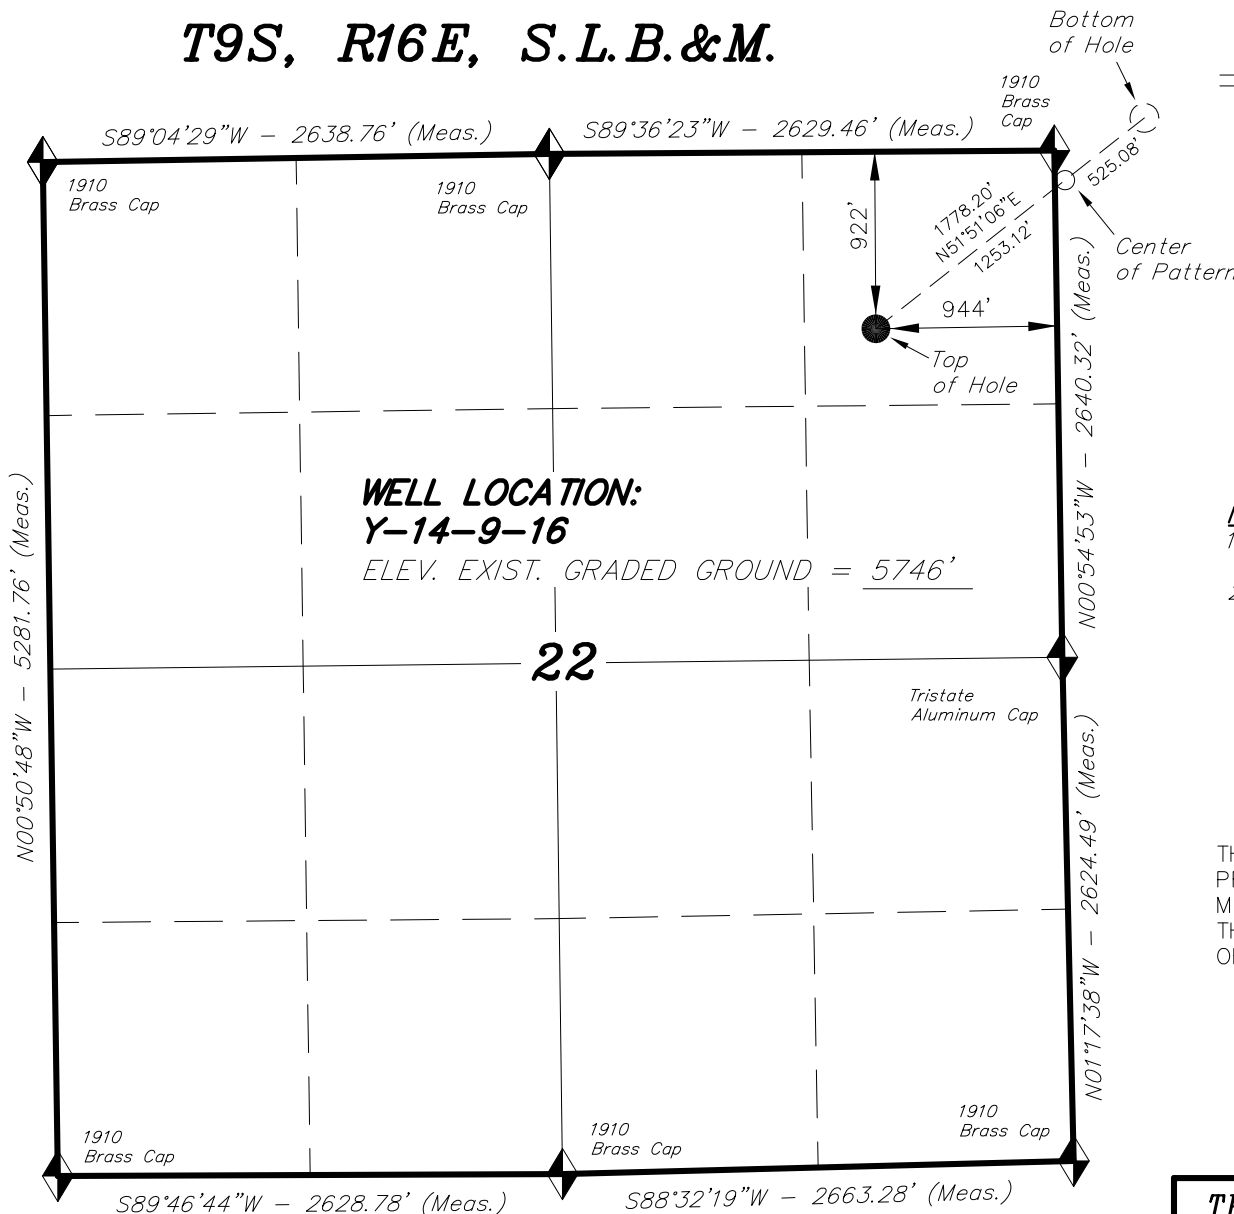 T9S, R16E, S.L.B.&M.
Bottom
of Hole
1910
Brass
Cap
S89°04'29"W - 2638.76' (Meas.)
S89°36'23"W - 2629.46' (Meas.)
525.08'
1910
Brass Cap
1910
Brass Cap
1778.20'
N51°51'06"E
1253.12'
922'
Center
of Pattern
944'
Top
of Hole
N00°54'53"W - 2640.32' (Meas.)
WELL LOCATION:
Y-14-9-16
ELEV. EXIST. GRADED GROUND = 5746'
N00°50'48"W - 5281.76' (Meas.)
1
2
22
Tristate
Aluminum Cap
N01°17'38"W - 2624.49' (Meas.)
TH
M
TH
1910
Brass Cap
1910
Brass Cap
1910
Brass Cap
S89°46'44"W - 2628.78' (Meas.)
S88°32'19"W - 2663.28' (Meas.)